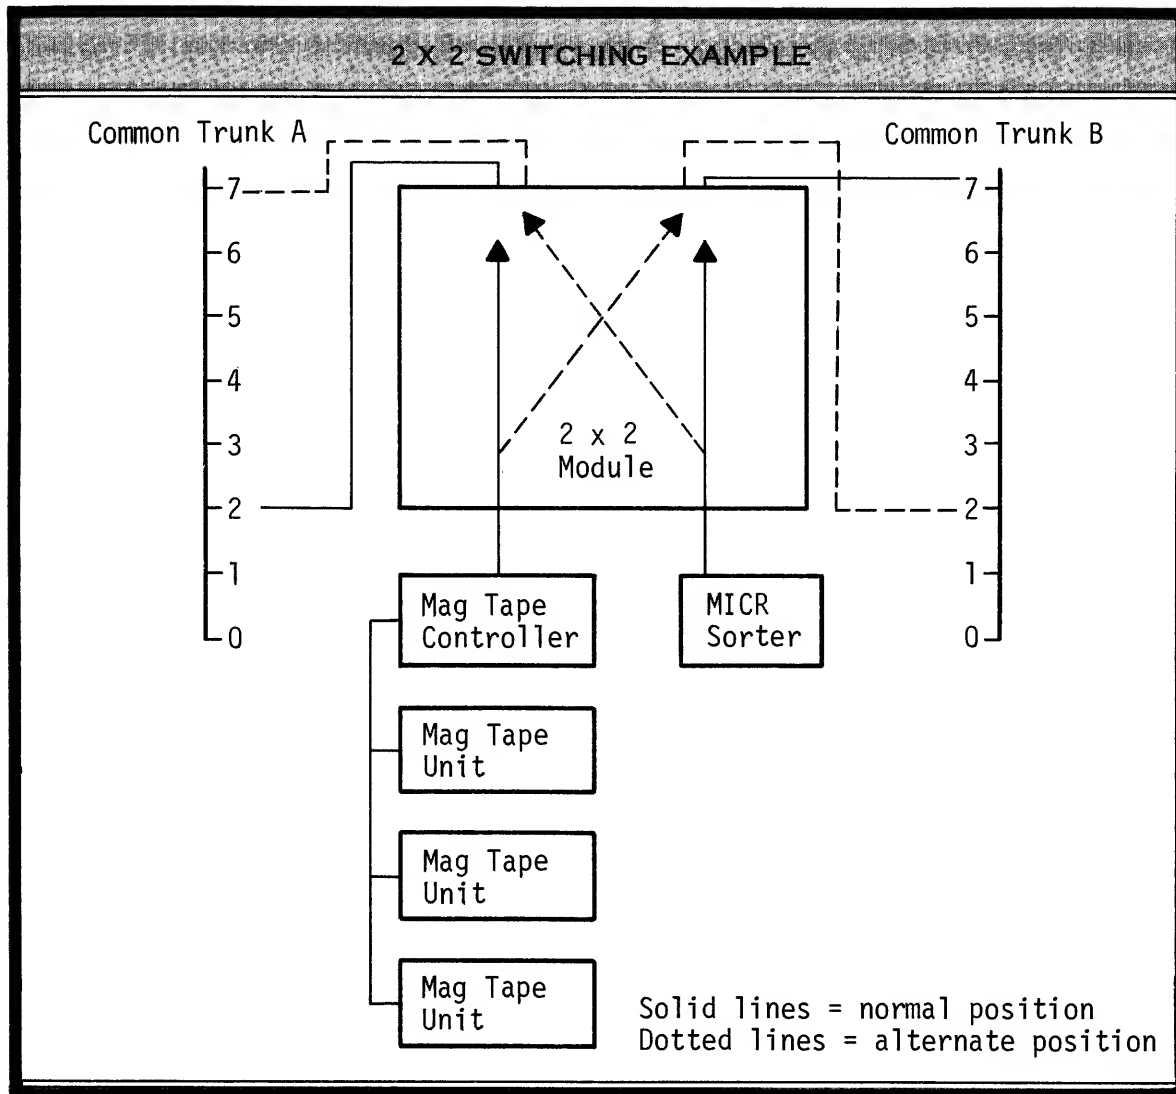 2 X 2 SWITCHING EXAMPLE
Common Trunk A
Common Trunk B
7
6
5
4
3
2
1
0
7
6
5
4
3
2
1
0
2 x 2
Module
Mag Tape
Controller
MICR
Sorter
Mag Tape
Unit
Mag Tape
Unit
Mag Tape
Unit
Solid lines = normal position
Dotted lines = alternate position